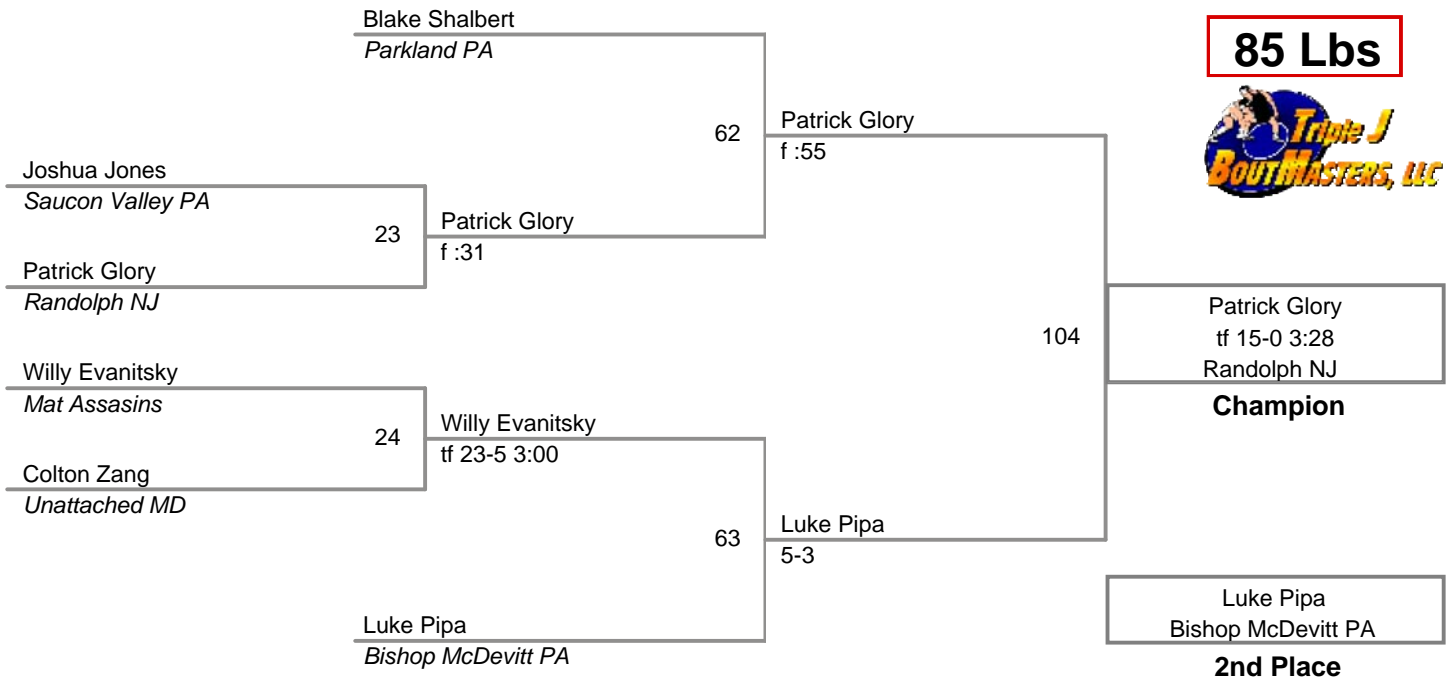 Blake Shalbert
Parkland PA
85 Lbs
Triple J
BoutMasters, LLC
62
Patrick Glory
f :55
Joshua Jones
Saucon Valley PA
23
Patrick Glory
f :31
Patrick Glory
Randolph NJ
104
Patrick Glory
tf 15-0 3:28
Randolph NJ
Champion
Willy Evanitsky
Mat Assasins
24
Willy Evanitsky
tf 23-5 3:00
Colton Zang
Unattached MD
63
Luke Pipa
5-3
Luke Pipa
Bishop McDevitt PA
Luke Pipa
Bishop McDevitt PA
2nd Place